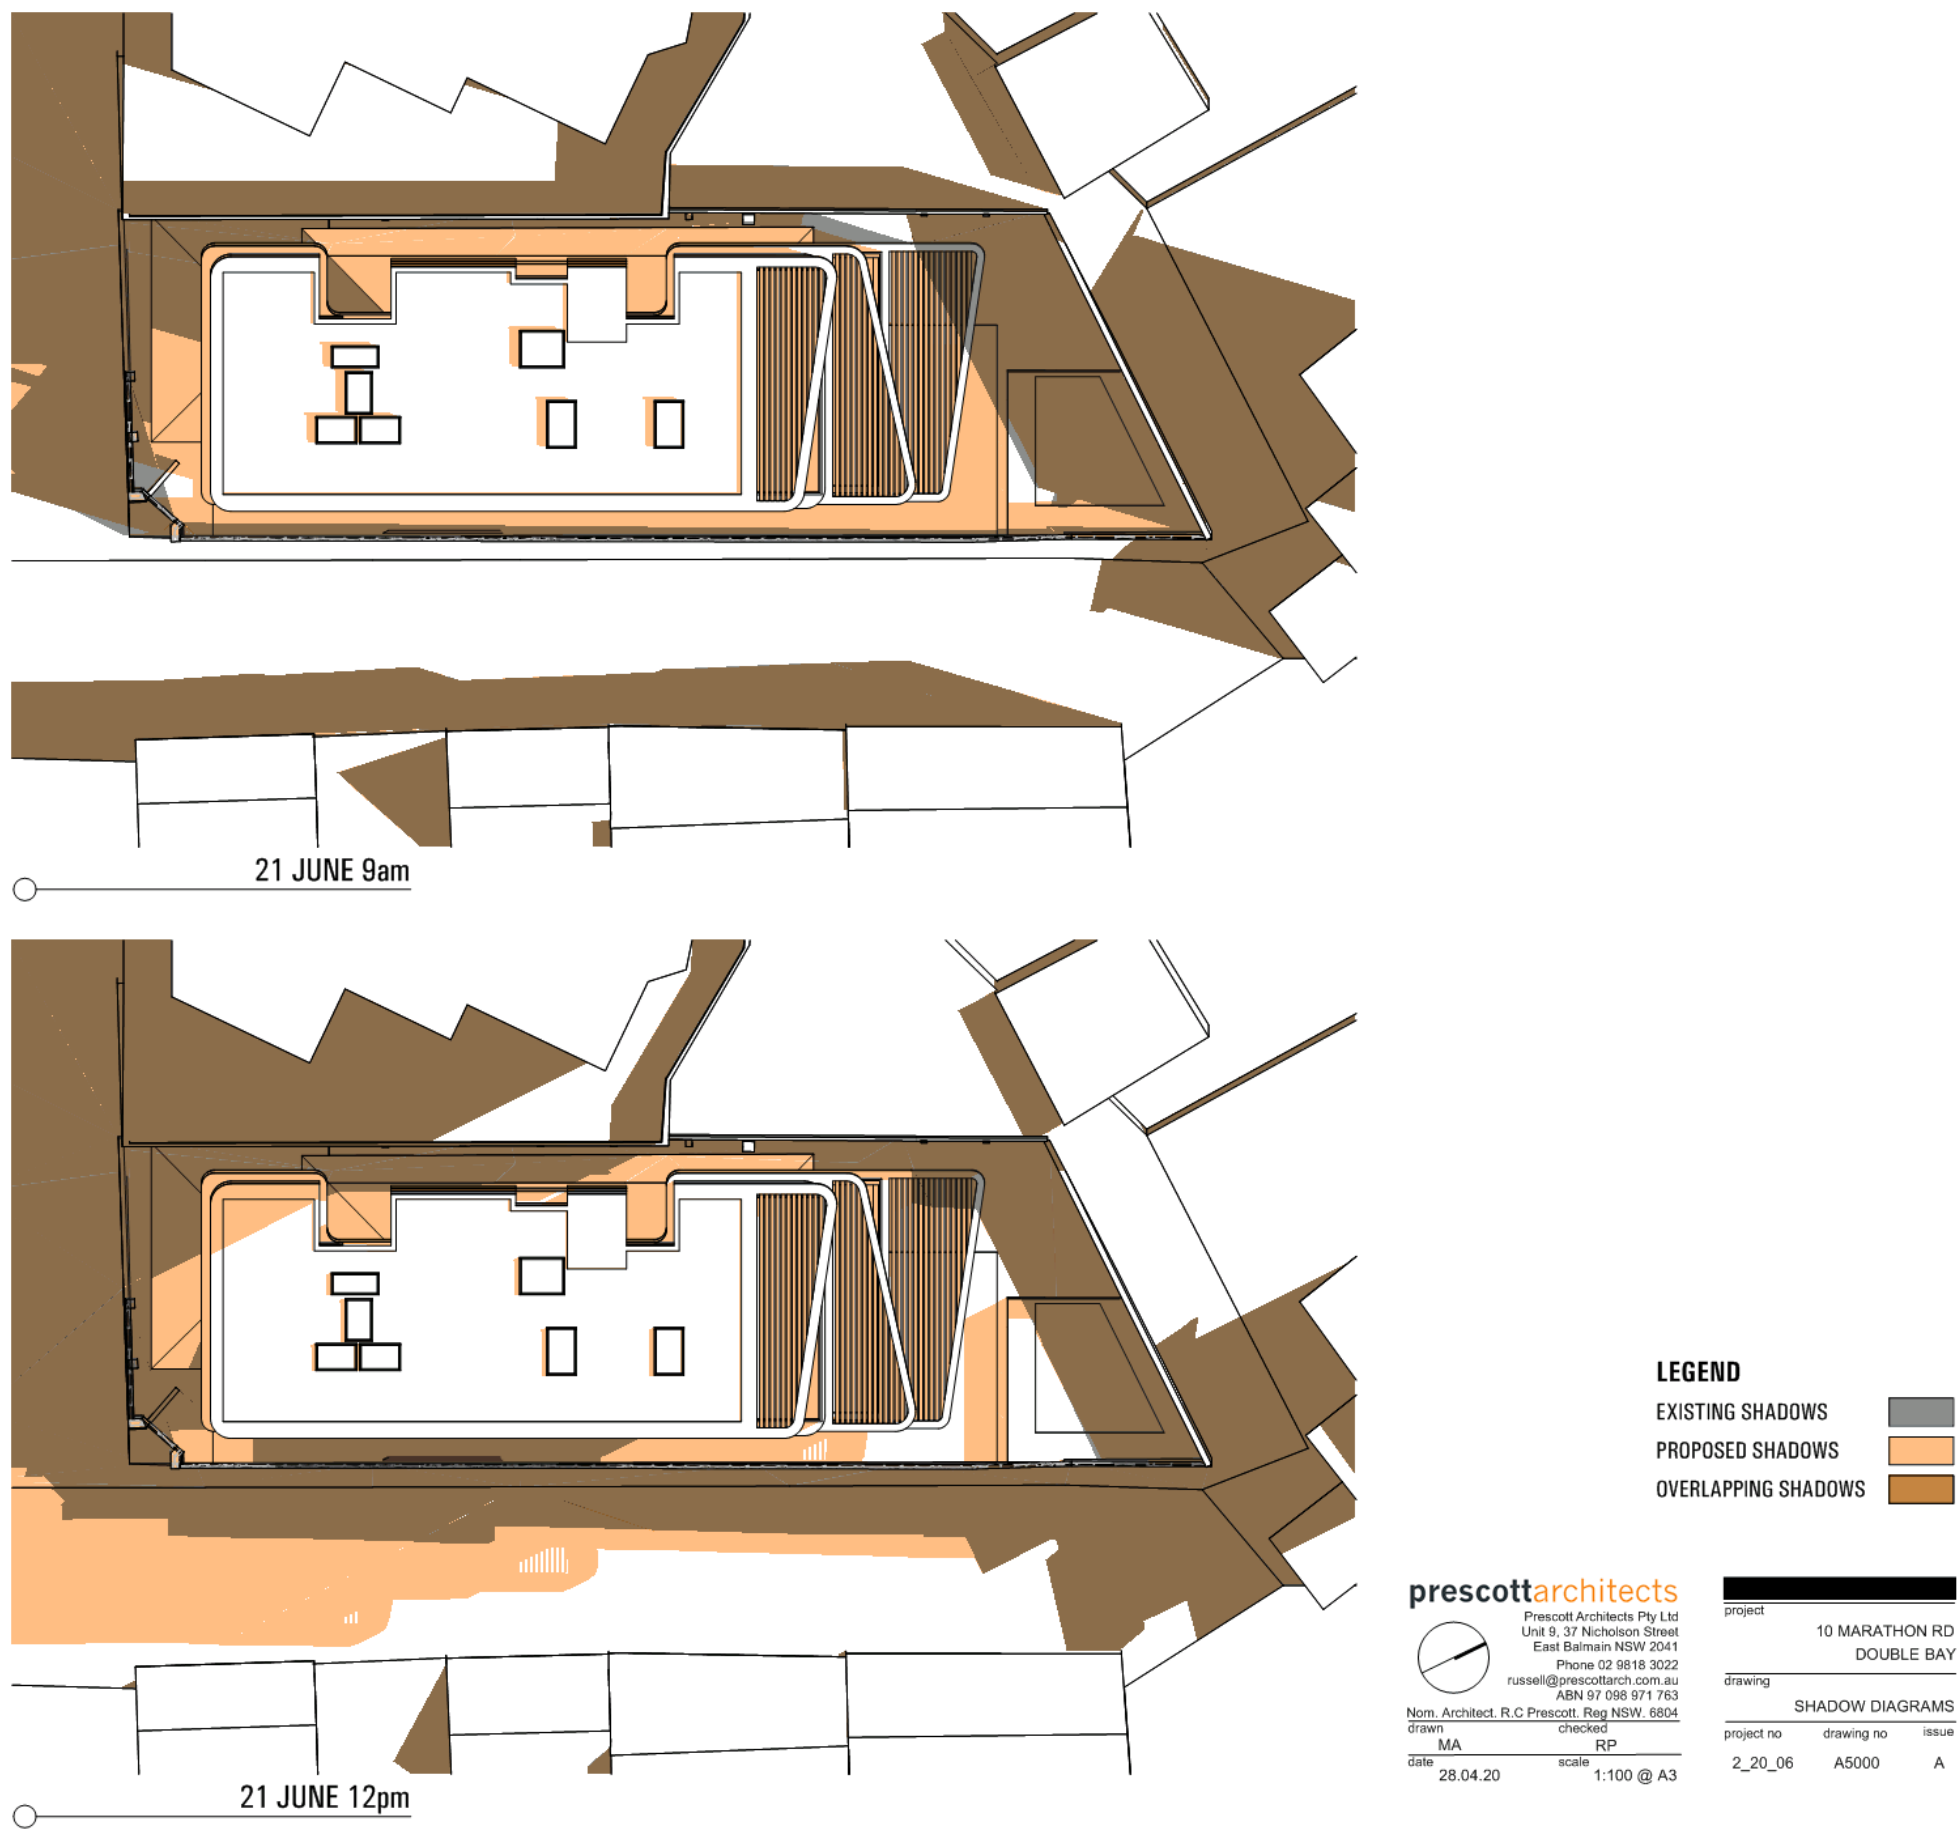 21 JUNE 9am
21 JUNE 12pm
LEGEND
EXISTING SHADOWS
PROPOSED SHADOWS
OVERLAPPING SHADOWS
prescottarchitects
Prescott Architects Pty Ltd
Unit 9, 37 Nicholson Street
East Balmain NSW 2041
Phone 02 9818 3022
russell@prescottarch.com.au
ABN 97 098 971 763
Nom. Architect. R.C Prescott. Reg NSW. 6804
drawn checked
MA RP
date scale
28.04.20 1:100 @ A3
project
10 MARATHON RD
DOUBLE BAY
drawing
SHADOW DIAGRAMS
project no drawing no issue
2_20_06 A5000 A